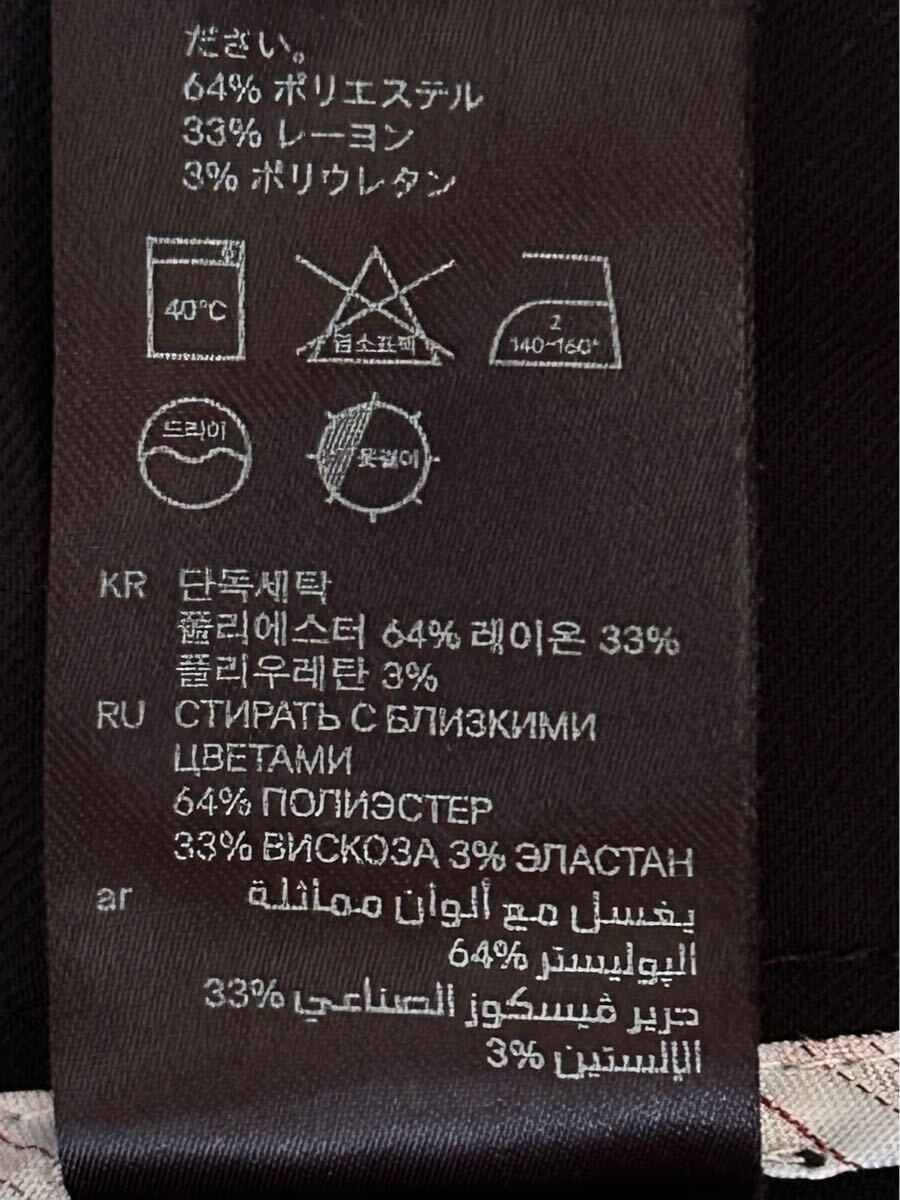 ださい。
64% ポリエステル
33% レーヨン
3% ポリウレタン
40°C
염소표백
2
140~160°
드라이
옷걸이
KR 단독세탁
폴리에스터 64% 레이온 33%
폴리우레탄 3%
RU СТИРАТЬ С БЛИЗКИМИ
ЦВЕТАМИ
64% ПОЛИЭСТЕР
33% ВИСКОЗА 3% ЭЛАСТАН
ar يغسل مع ألوان مماثلة
البوليستر 64%
حرير ڤيسكوز الصناعي 33%
الإلستين 3%